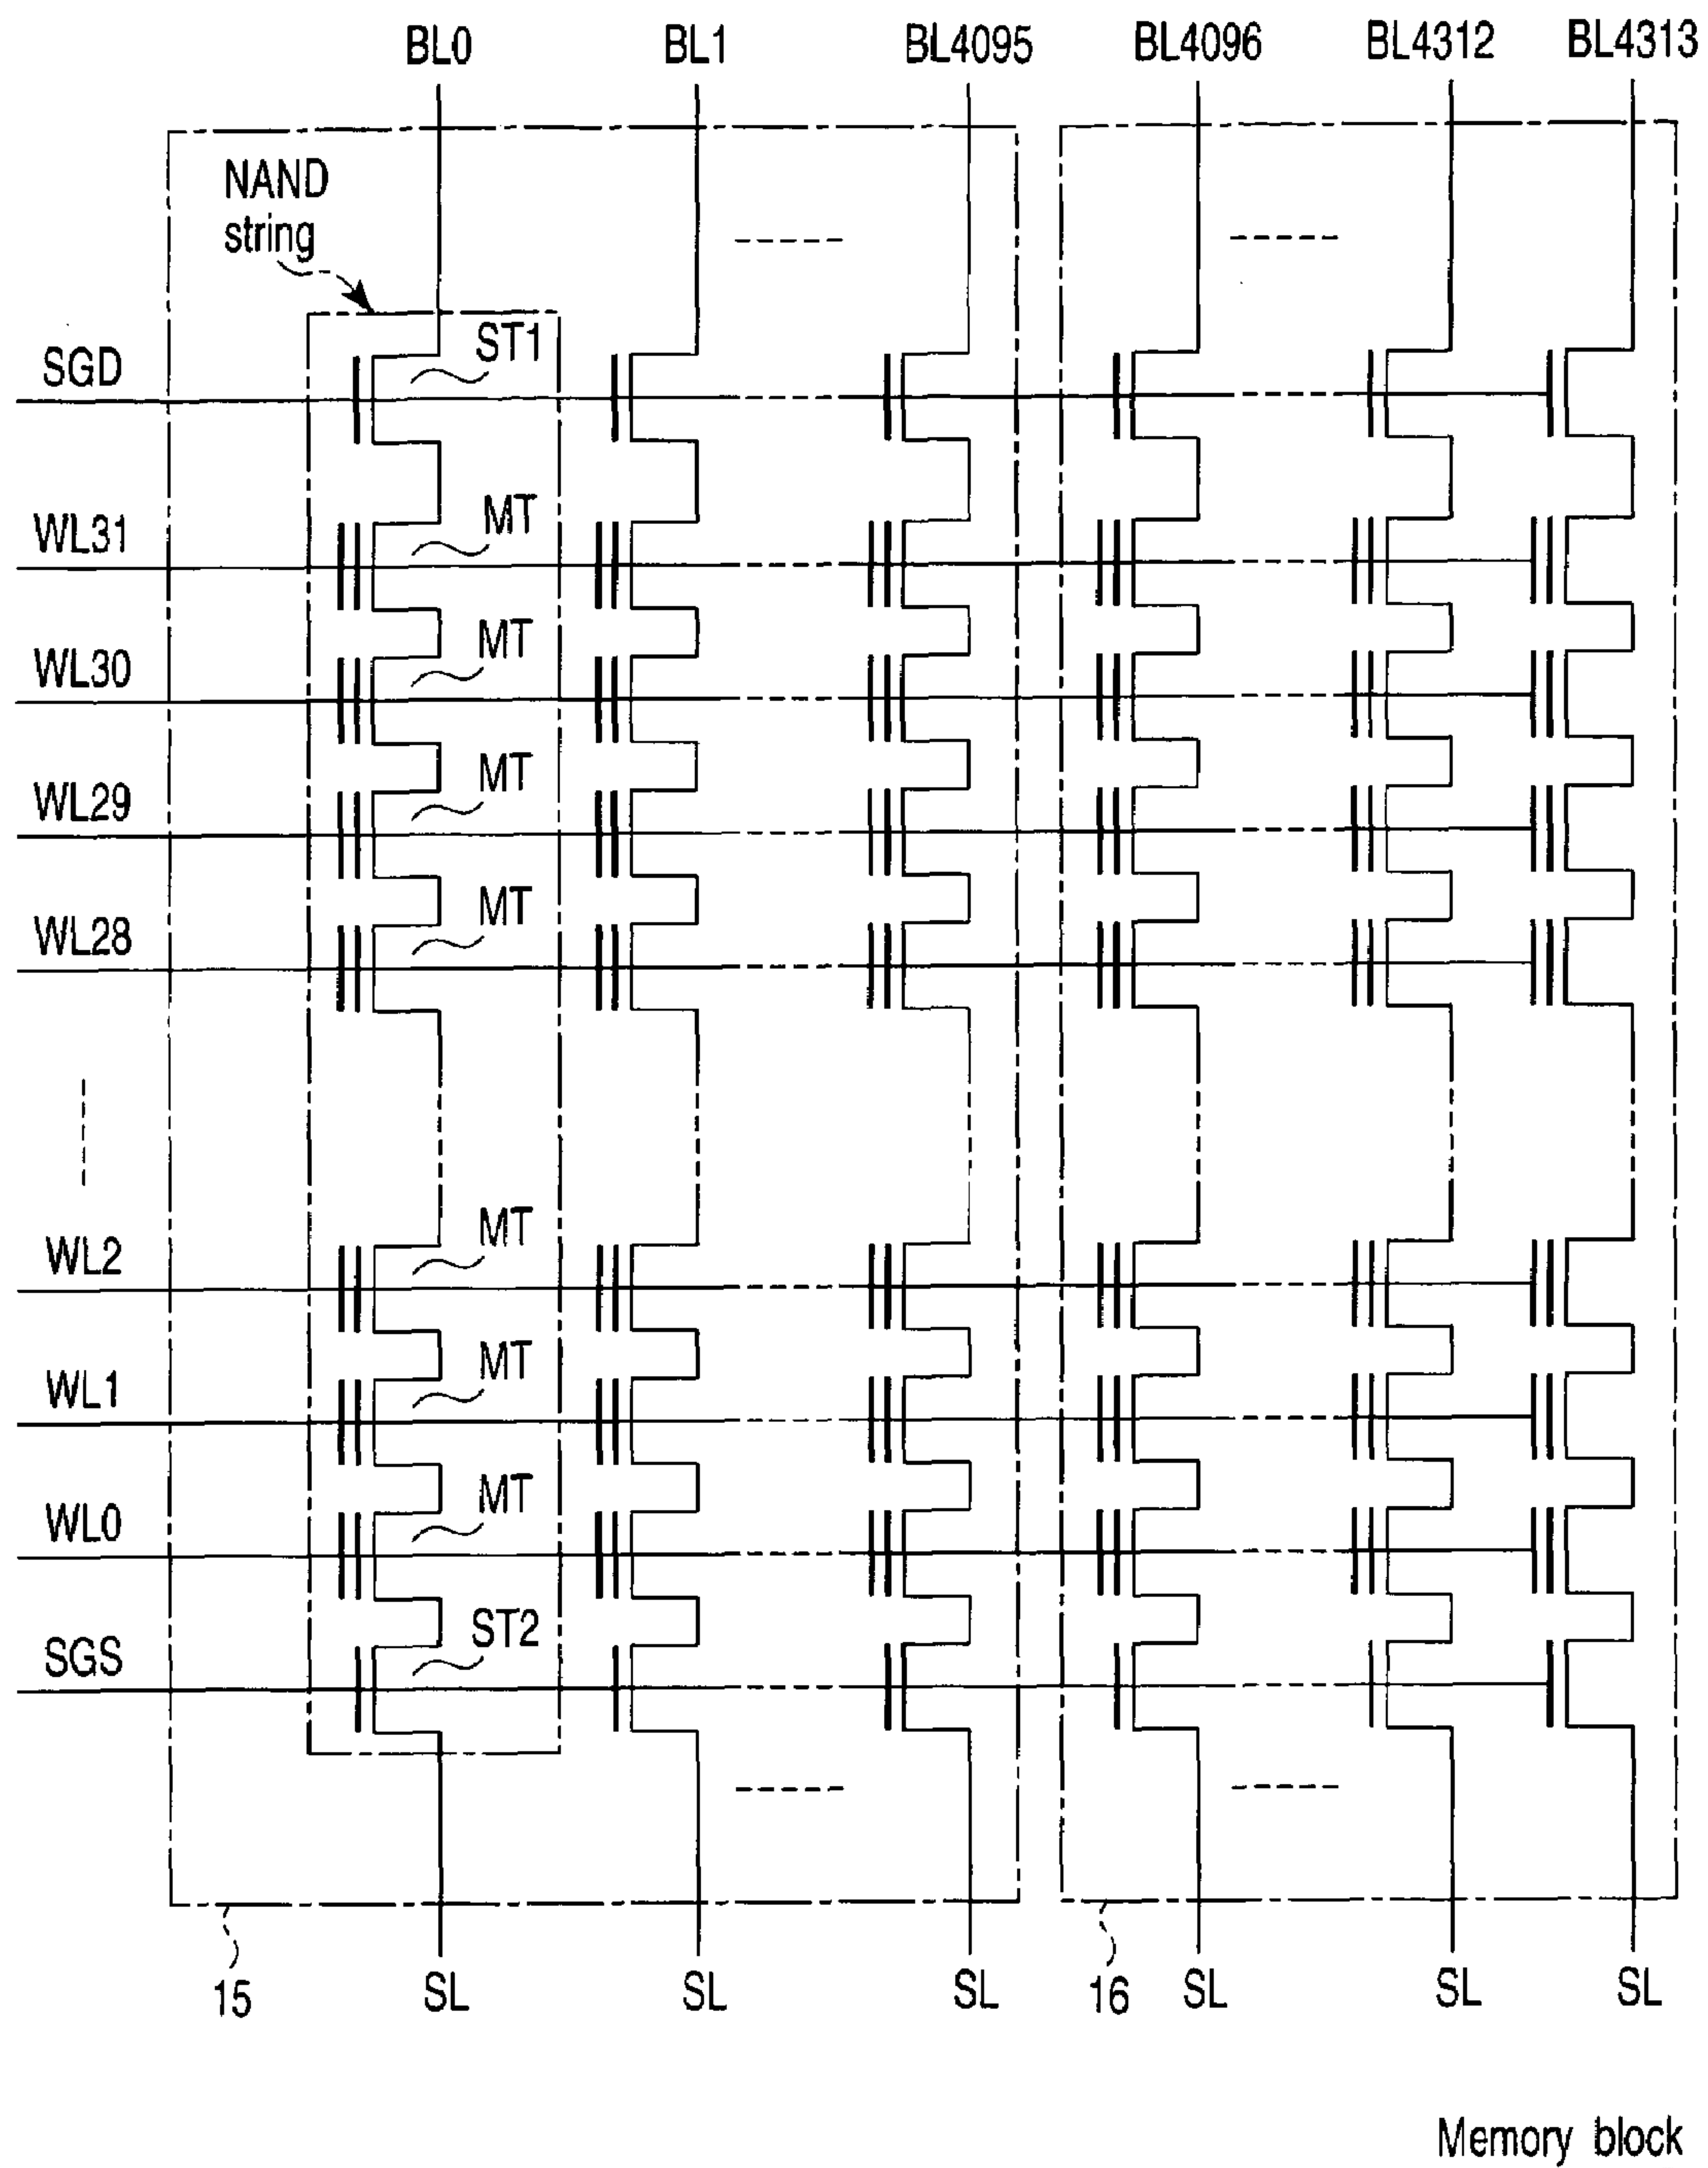 BL0 BL1 BL4095 BL4096 BL4312 BL4313
NAND
string
ST1
SGD
MT
WL31
MT
WL30
MT
WL29
MT
WL28
MT
WL2
MT
WL1
MT
WL0
ST2
SGS
15 SL SL SL 16 SL SL SL
Memory block